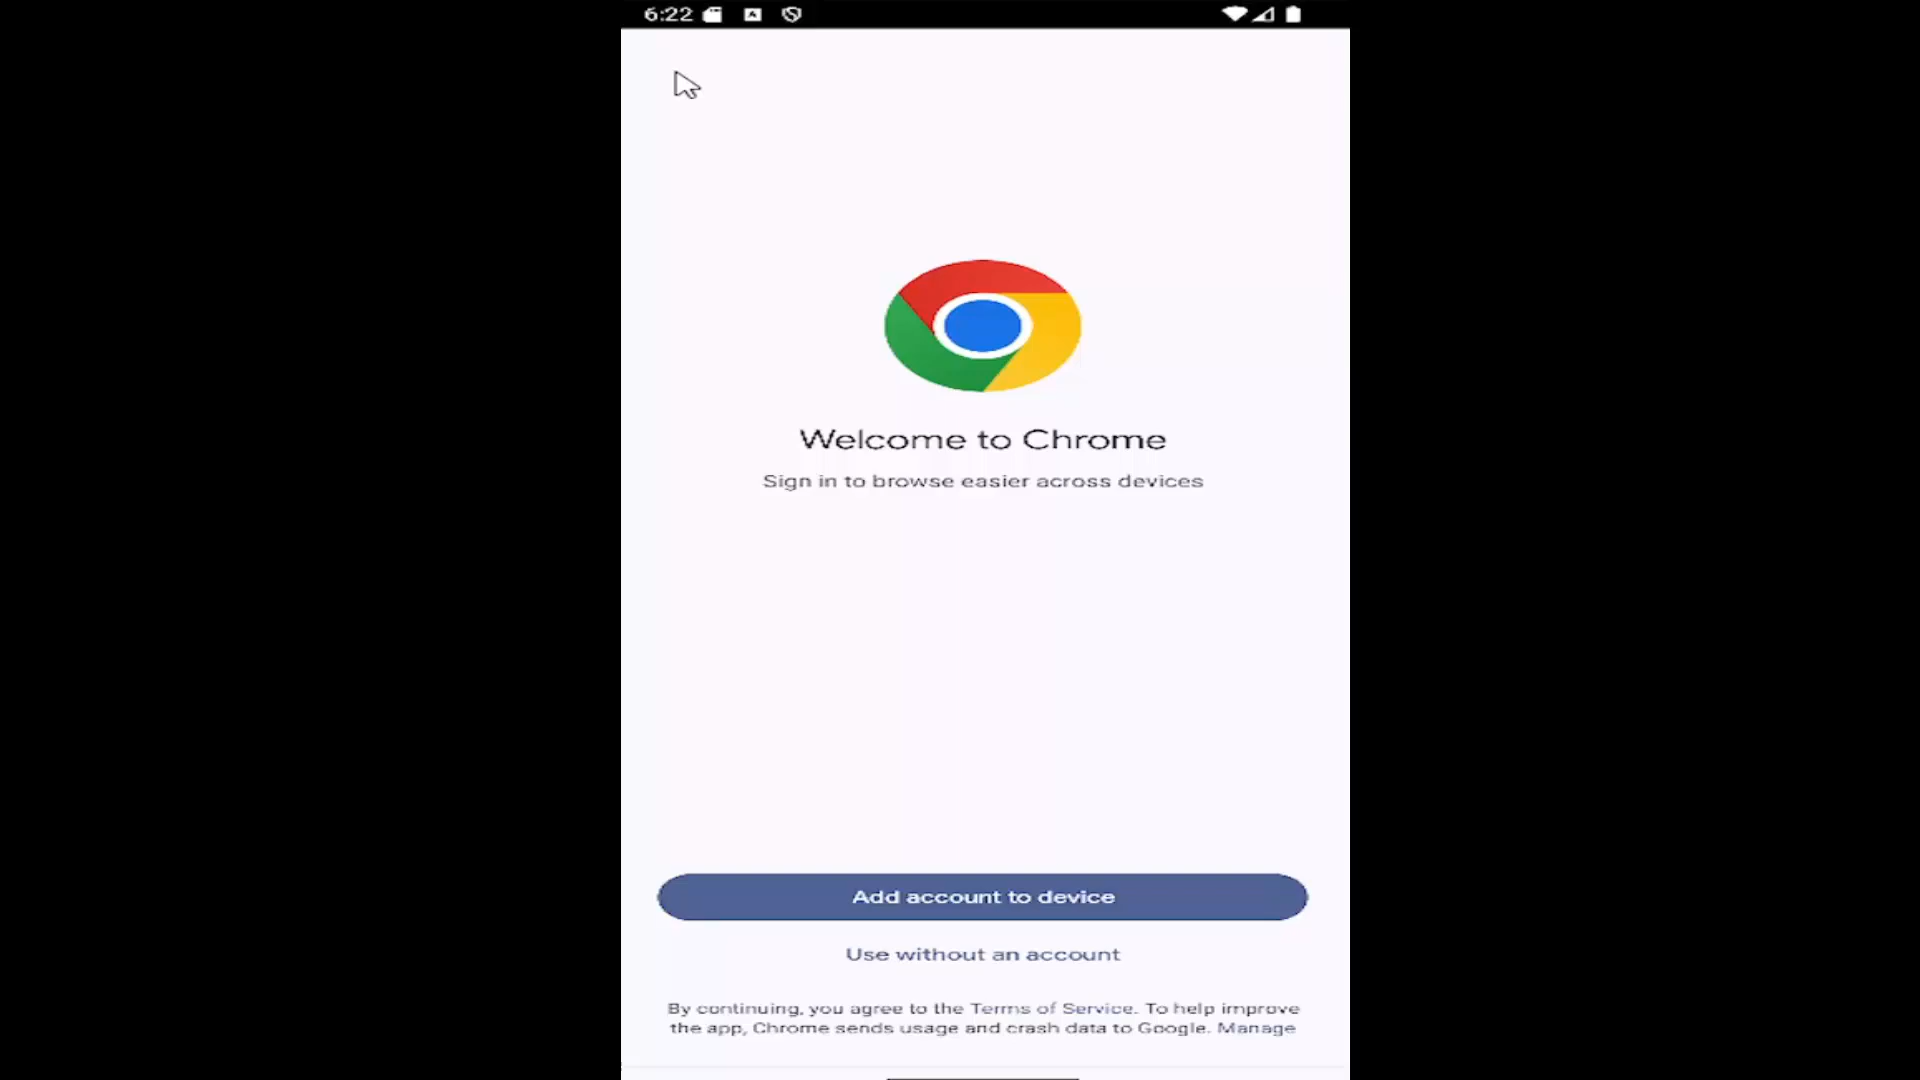 6:22
Welcome to Chrome
Sign in to browse easier across devices
Add account to device
Use without an account
By continuing, you agree to the Terms of Service. To help improve
the app, Chrome sends usage and crash data to Google. Manage